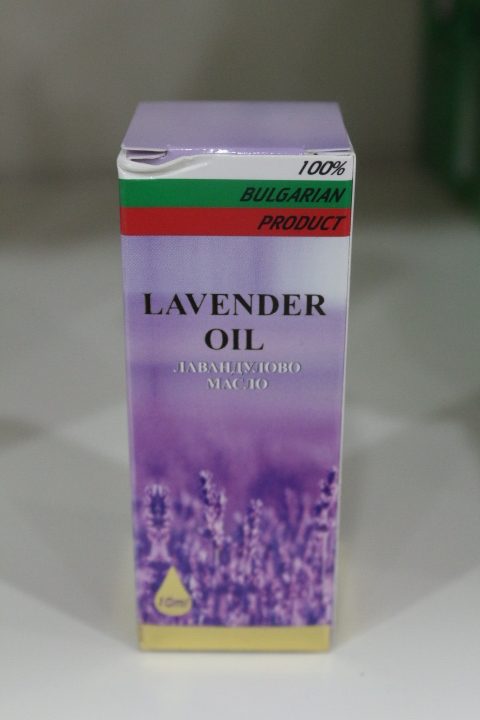 100%
BULGARIAN
PRODUCT
LAVENDER
OIL
ЛАВАНДУЛОВО
МАСЛО
10ml